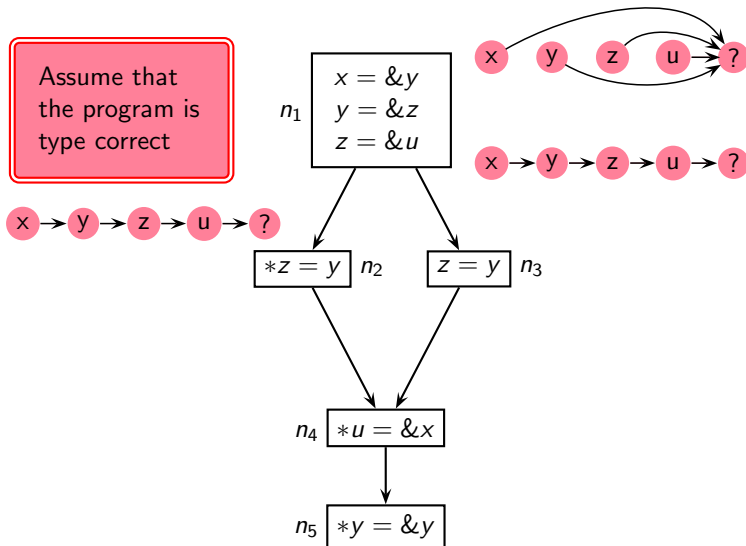 Assume that
the program is
type correct
x y z u ?
n1
x = &y
y = &z
z = &u
x y z u ?
x y z u ?
*z = y n2
z = y n3
n4 *u = &x
n5 *y = &y